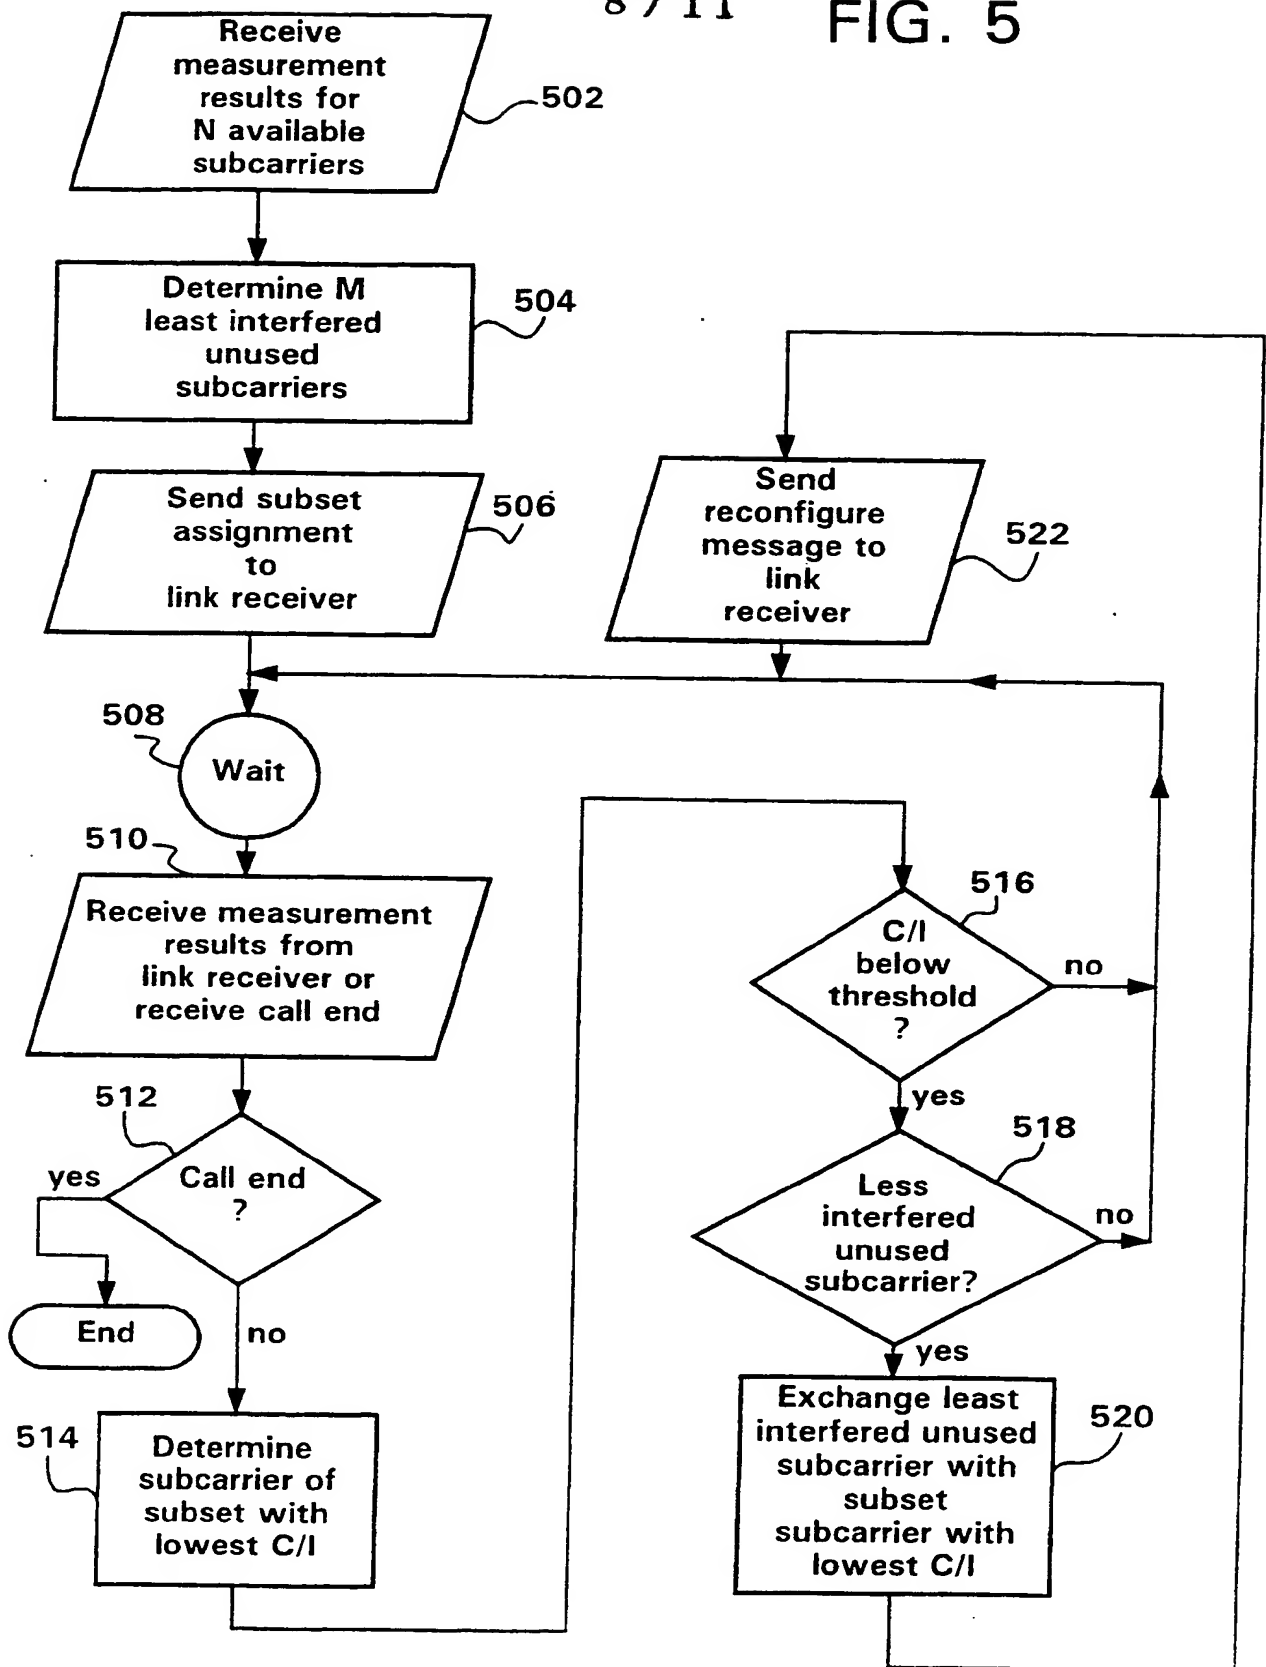 8/11
FIG. 5
Receive
measurement
results for
N available
subcarriers
502
Determine M
least interfered
unused
subcarriers
504
Send subset
assignment
to
link receiver
506
Send
reconfigure
message to
link
receiver
522
508
Wait
510
Receive measurement
results from
link receiver or
receive call end
512
Call end
?
yes
End
no
514
Determine
subcarrier of
subset with
lowest C/I
516
C/I
below
threshold
?
no
yes
518
Less
interfered
unused
subcarrier?
no
yes
Exchange least
interfered unused
subcarrier with
subset
subcarrier with
lowest C/I
520